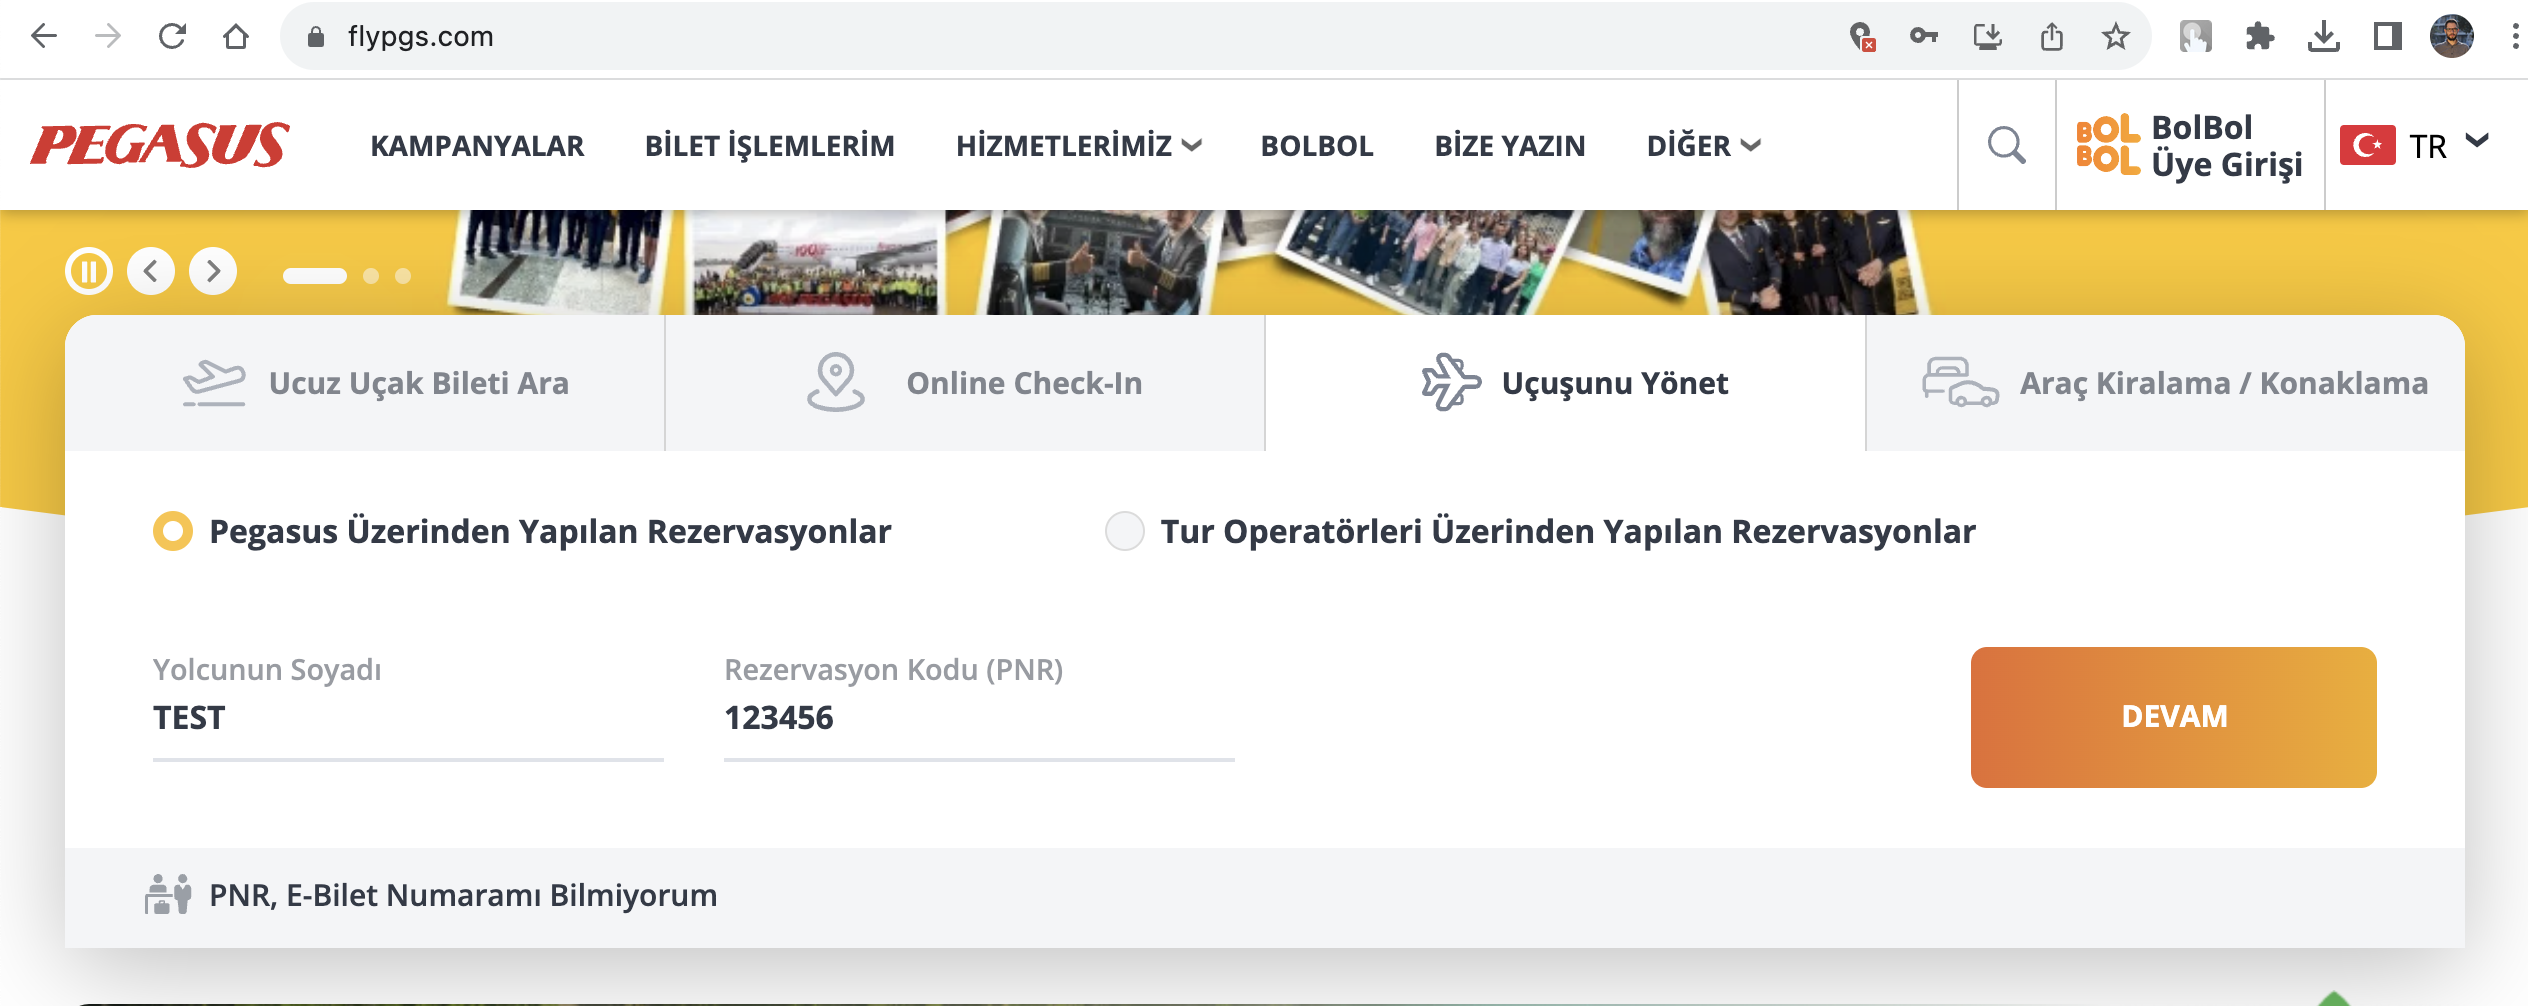 flypgs.com
PEGASUS
KAMPANYALAR
BİLET İŞLEMLERİM
HİZMETLERİMİZ
BOLBOL
BİZE YAZIN
DİĞER
BOL
BOL
BolBol
Üye Girişi
TR
Ucuz Uçak Bileti Ara
Online Check-In
Uçuşunu Yönet
Araç Kiralama / Konaklama
Pegasus Üzerinden Yapılan Rezervasyonlar
Tur Operatörleri Üzerinden Yapılan Rezervasyonlar
Yolcunun Soyadı
TEST
Rezervasyon Kodu (PNR)
123456
DEVAM
PNR, E-Bilet Numaramı Bilmiyorum